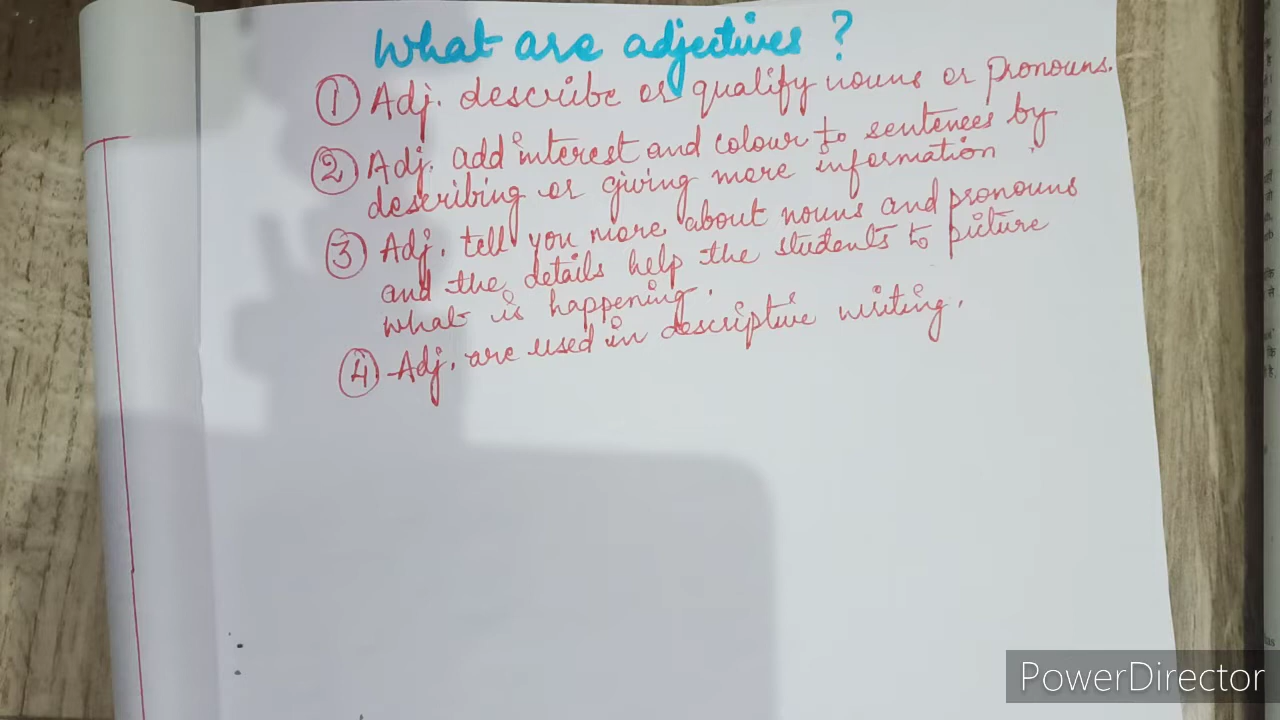 What are adjectives ?
① Adj. describe or qualify nouns or pronouns.
② Adj. add interest and colour to sentences by
describing or giving more information .
③ Adj. tell you more about nouns and pronouns
and the details help the students to picture
what is happening.
④ Adj. are used in descriptive writing.
PowerDirector